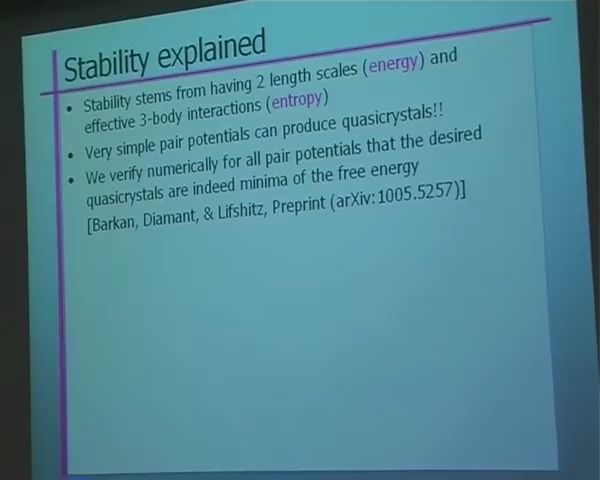 Stability explained
• Stability stems from having 2 length scales (energy) and
effective 3-body interactions (entropy)
• Very simple pair potentials can produce quasicrystals!!
• We verify numerically for all pair potentials that the desired
quasicrystals are indeed minima of the free energy
[Barkan, Diamant, & Lifshitz, Preprint (arXiv:1005.5257)]